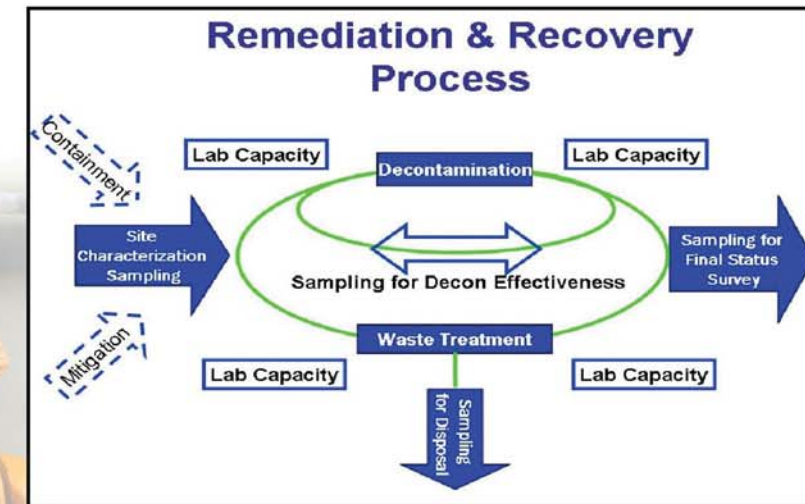 Remediation & Recovery
Process
Containment
Lab Capacity
Lab Capacity
Decontamination
Site
Characterization
Sampling
Sampling for
Final Status
Survey
Sampling for Decon Effectiveness
Mitigation
Waste Treatment
Lab Capacity
Lab Capacity
Sampling
for Disposal